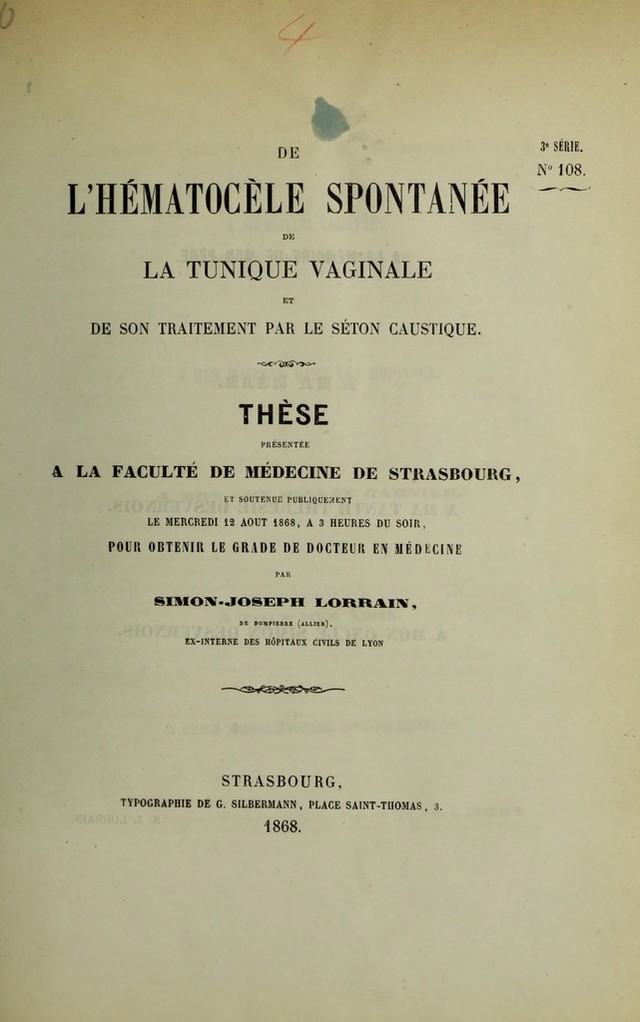 4
DE
3e SÉRIE.
L'HÉMATOCÈLE SPONTANÉE
N° 108.
DE
LA TUNIQUE VAGINALE
ET
DE SON TRAITEMENT PAR LE SÉTON CAUSTIQUE.
THÈSE
PRÉSENTÉE
A LA FACULTÉ DE MÉDECINE DE STRASBOURG,
ET SOUTENUE PUBLIQUEMENT
LE MERCREDI 12 AOUT 1868, A 3 HEURES DU SOIR,
POUR OBTENIR LE GRADE DE DOCTEUR EN MÉDECINE
PAR
SIMON-JOSEPH LORRAIN,
DE DOMPIERRE (ALLIER),
EX-INTERNE DES HÔPITAUX CIVILS DE LYON
STRASBOURG,
TYPOGRAPHIE DE G. SILBERMANN, PLACE SAINT-THOMAS, 3.
1868.